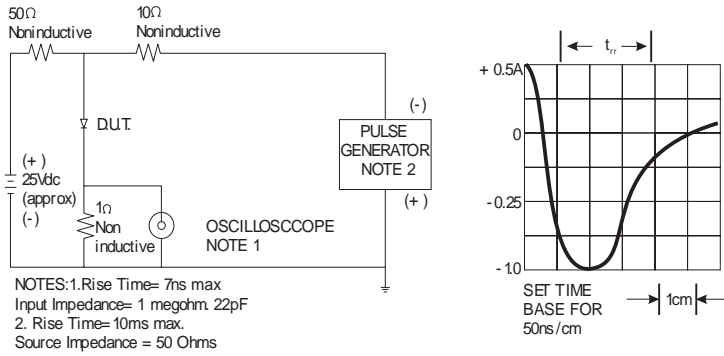 50Ω
Noninductive
10Ω
Noninductive
D.U.T.
(+)
25Vdc
(approx)
(-)
1Ω
Non
inductive
OSCILLOSCCOPE
NOTE 1
(-)
PULSE
GENERATOR
NOTE 2
(+)
NOTES:1.Rise Time= 7ns max
Input Impedance= 1 megohm. 22pF
2. Rise Time= 10ms max.
Source Impedance = 50 Ohms
trr
+ 0.5A
0
- 0.25
- 1.0
SET TIME
BASE FOR
50ns/cm
1cm